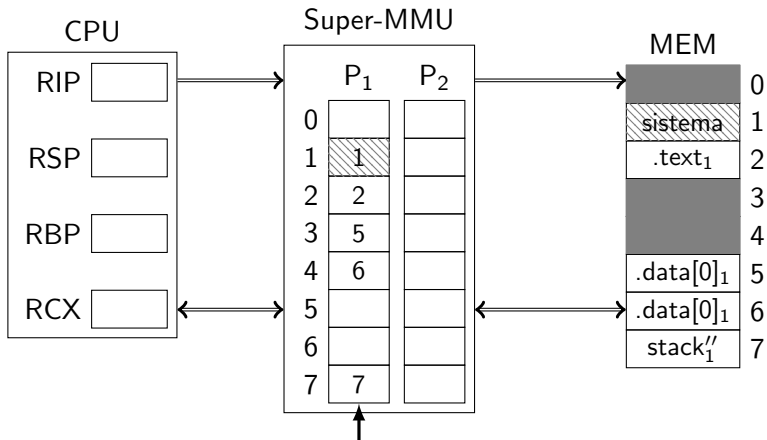 CPU
RIP
RSP
RBP
RCX
Super-MMU
P₁ P₂
0
1 1
2 2
3 5
4 6
5
6
7 7
MEM
0
sistema 1
.text₁ 2
3
4
.data[0]₁ 5
.data[0]₁ 6
stack″₁ 7